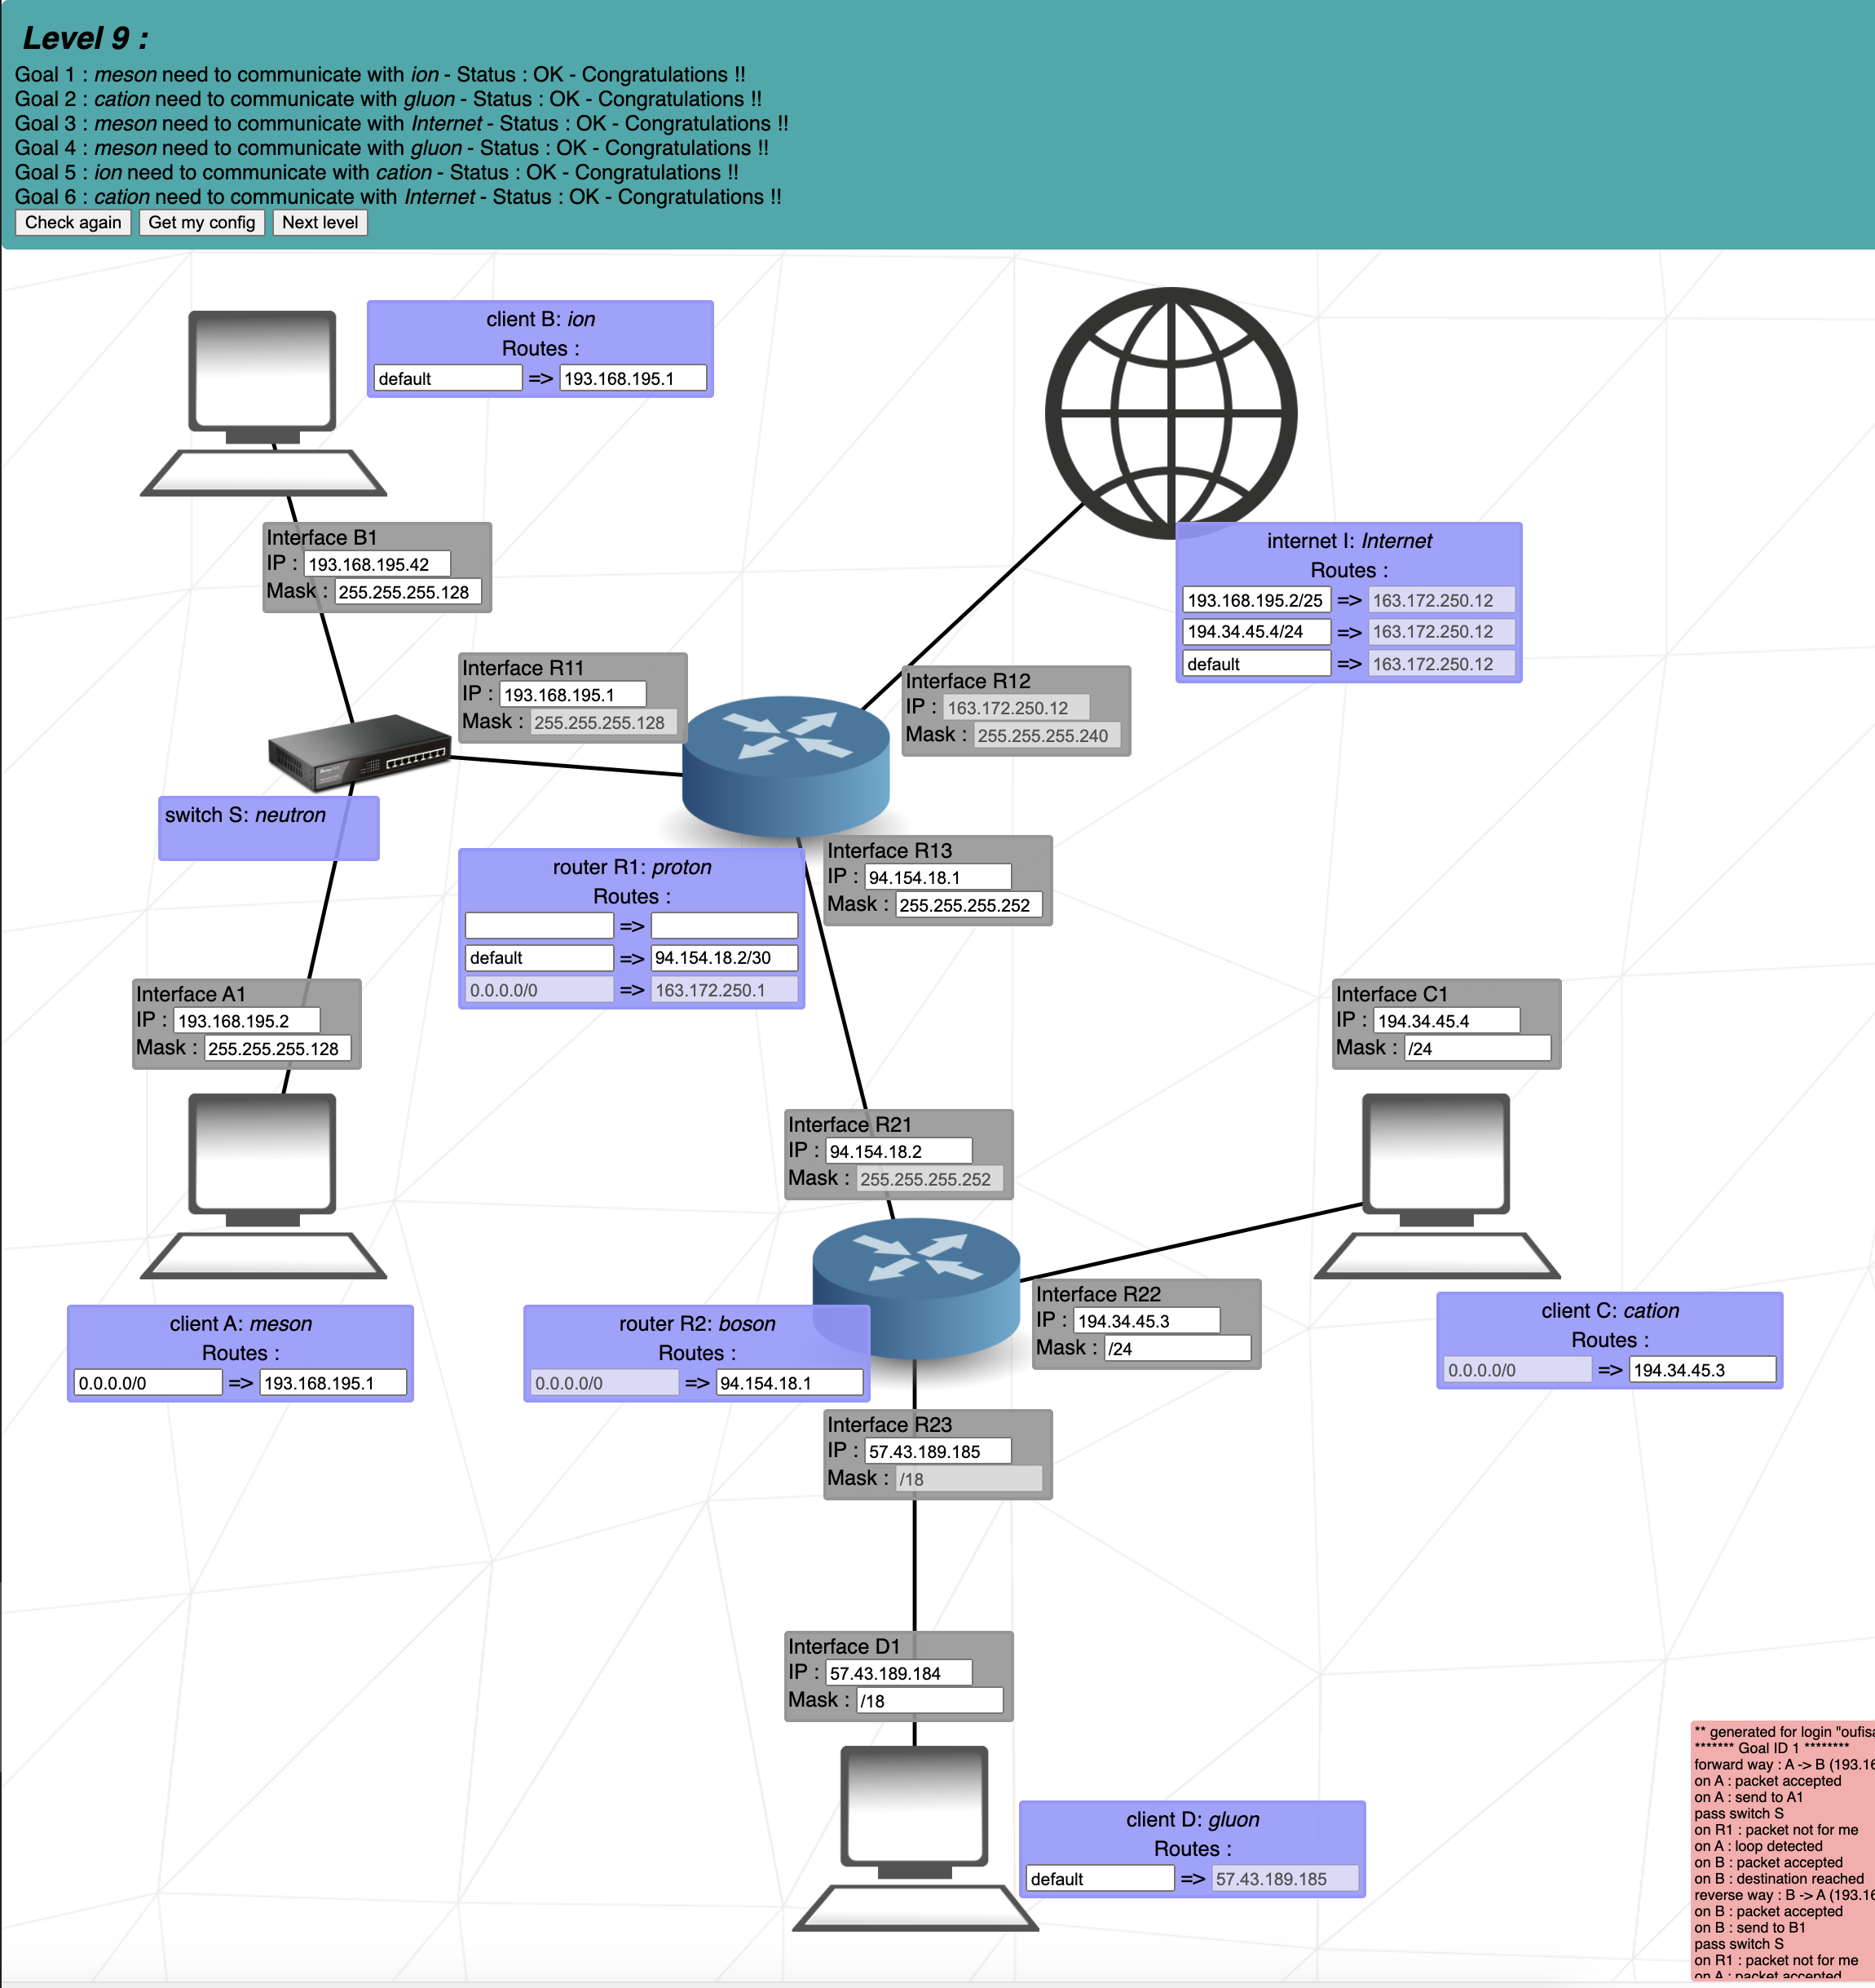 Level 9 :
Goal 1 : meson need to communicate with ion - Status : OK - Congratulations !!
Goal 2 : cation need to communicate with gluon - Status : OK - Congratulations !!
Goal 3 : meson need to communicate with Internet - Status : OK - Congratulations !!
Goal 4 : meson need to communicate with gluon - Status : OK - Congratulations !!
Goal 5 : ion need to communicate with cation - Status : OK - Congratulations !!
Goal 6 : cation need to communicate with Internet - Status : OK - Congratulations !!
Check again Get my config Next level
client B: ion
Routes :
default => 193.168.195.1
Interface B1
IP : 193.168.195.42
Mask : 255.255.255.128
internet I: Internet
Routes :
193.168.195.2/25 => 163.172.250.12
194.34.45.4/24 => 163.172.250.12
default => 163.172.250.12
Interface R11
IP : 193.168.195.1
Mask : 255.255.255.128
Interface R12
IP : 163.172.250.12
Mask : 255.255.255.240
switch S: neutron
router R1: proton
Routes :
=>
default => 94.154.18.2/30
0.0.0.0/0 => 163.172.250.1
Interface R13
IP : 94.154.18.1
Mask : 255.255.255.252
Interface A1
IP : 193.168.195.2
Mask : 255.255.255.128
Interface C1
IP : 194.34.45.4
Mask : /24
Interface R21
IP : 94.154.18.2
Mask : 255.255.255.252
client A: meson
Routes :
0.0.0.0/0 => 193.168.195.1
router R2: boson
Routes :
0.0.0.0/0 => 94.154.18.1
Interface R22
IP : 194.34.45.3
Mask : /24
client C: cation
Routes :
0.0.0.0/0 => 194.34.45.3
Interface R23
IP : 57.43.189.185
Mask : /18
Interface D1
IP : 57.43.189.184
Mask : /18
client D: gluon
Routes :
default => 57.43.189.185
** generated for login "oufisa
******* Goal ID 1 ********
forward way : A -> B (193.16
on A : packet accepted
on A : send to A1
pass switch S
on R1 : packet not for me
on A : loop detected
on B : packet accepted
on B : destination reached
reverse way : B -> A (193.16
on B : packet accepted
on B : send to B1
pass switch S
on R1 : packet not for me
on A : packet accepted